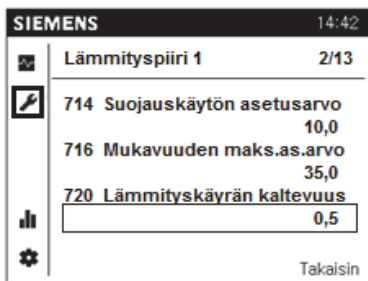 SIEMENS 14:42
Lämmityspiiri 1 2/13
714 Suojauskäytön asetusarvo
10,0
716 Mukavuuden maks.as.arvo
35,0
720 Lämmityskäyrän kaltevuus
0,5
Takaisin